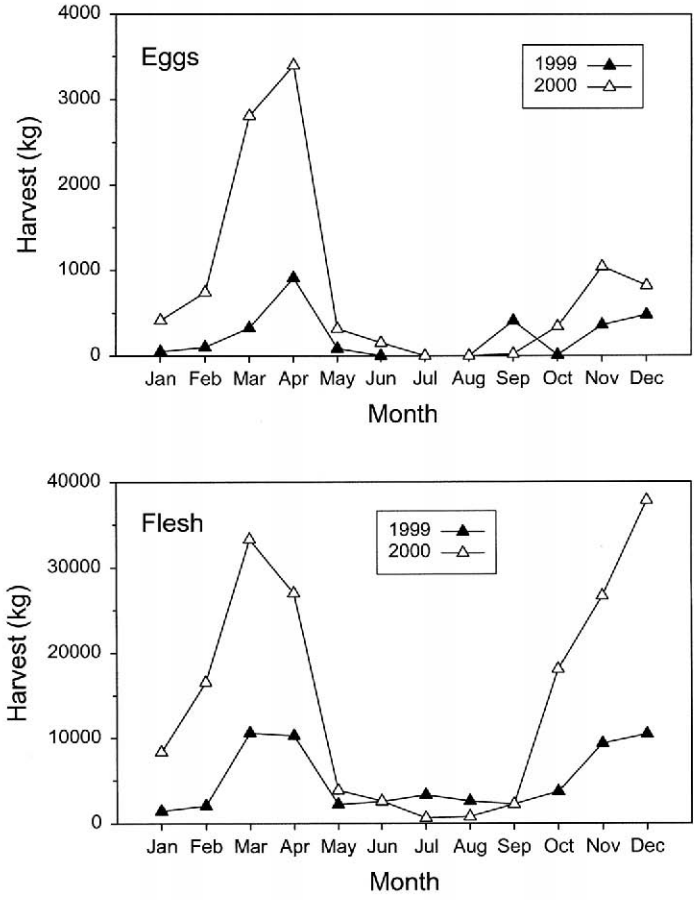 4000
Eggs
1999
2000
3000
2000
1000
0
Harvest (kg)
Jan Feb Mar Apr May Jun Jul Aug Sep Oct Nov Dec
Month
40000
Flesh
1999
2000
30000
20000
10000
0
Harvest (kg)
Jan Feb Mar Apr May Jun Jul Aug Sep Oct Nov Dec
Month